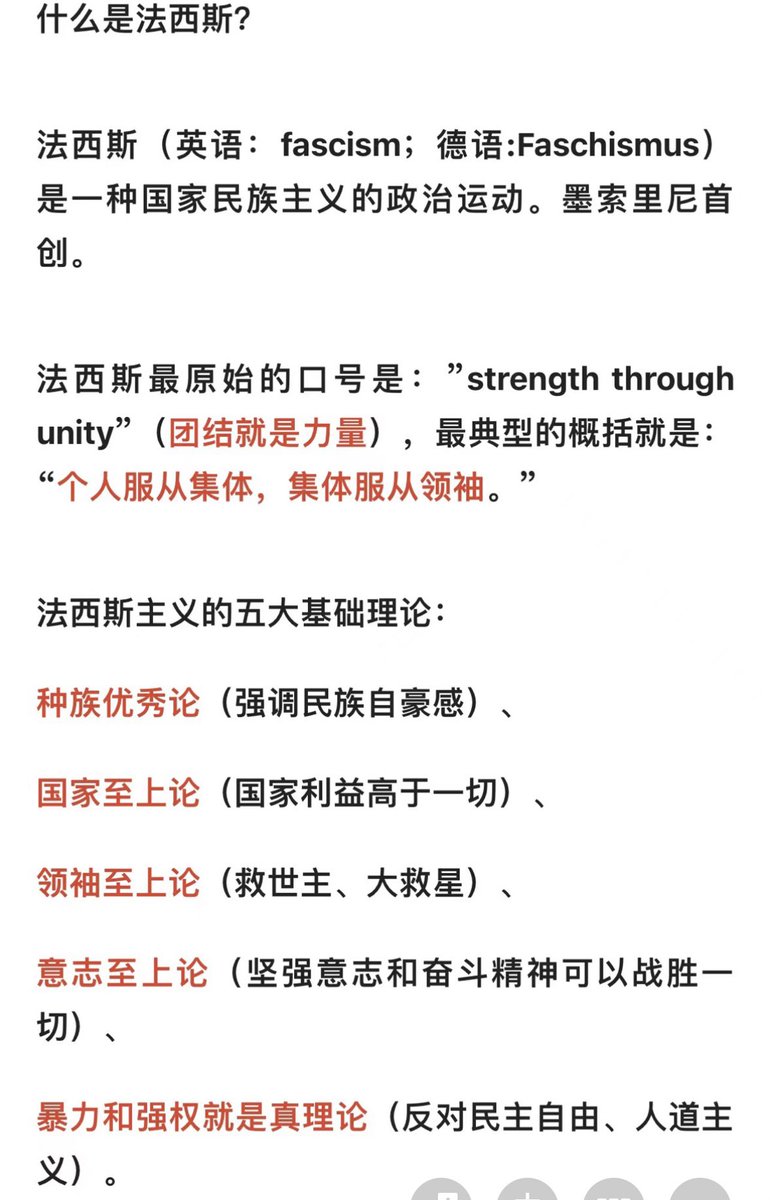 什么是法西斯？
法西斯（英语：fascism；德语:Faschismus）
是一种国家民族主义的政治运动。墨索里尼首
创。
法西斯最原始的口号是：”strength through
unity”（团结就是力量），最典型的概括就是：
“个人服从集体，集体服从领袖。”
法西斯主义的五大基础理论：
种族优秀论（强调民族自豪感）、
国家至上论（国家利益高于一切）、
领袖至上论（救世主、大救星）、
意志至上论（坚强意志和奋斗精神可以战胜一
切）、
暴力和强权就是真理论（反对民主自由、人道主
义）。